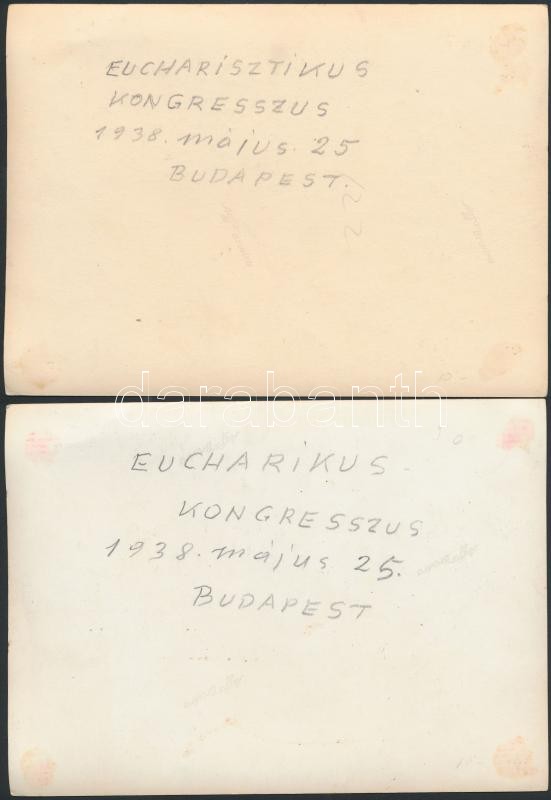 EUCHARISZTIKUS
KONGRESSZUS
1938. május. 25
BUDAPEST.
darabanth
EUCHARIKUS
KONGRESSZUS
1938. május 25.
BUDAPEST